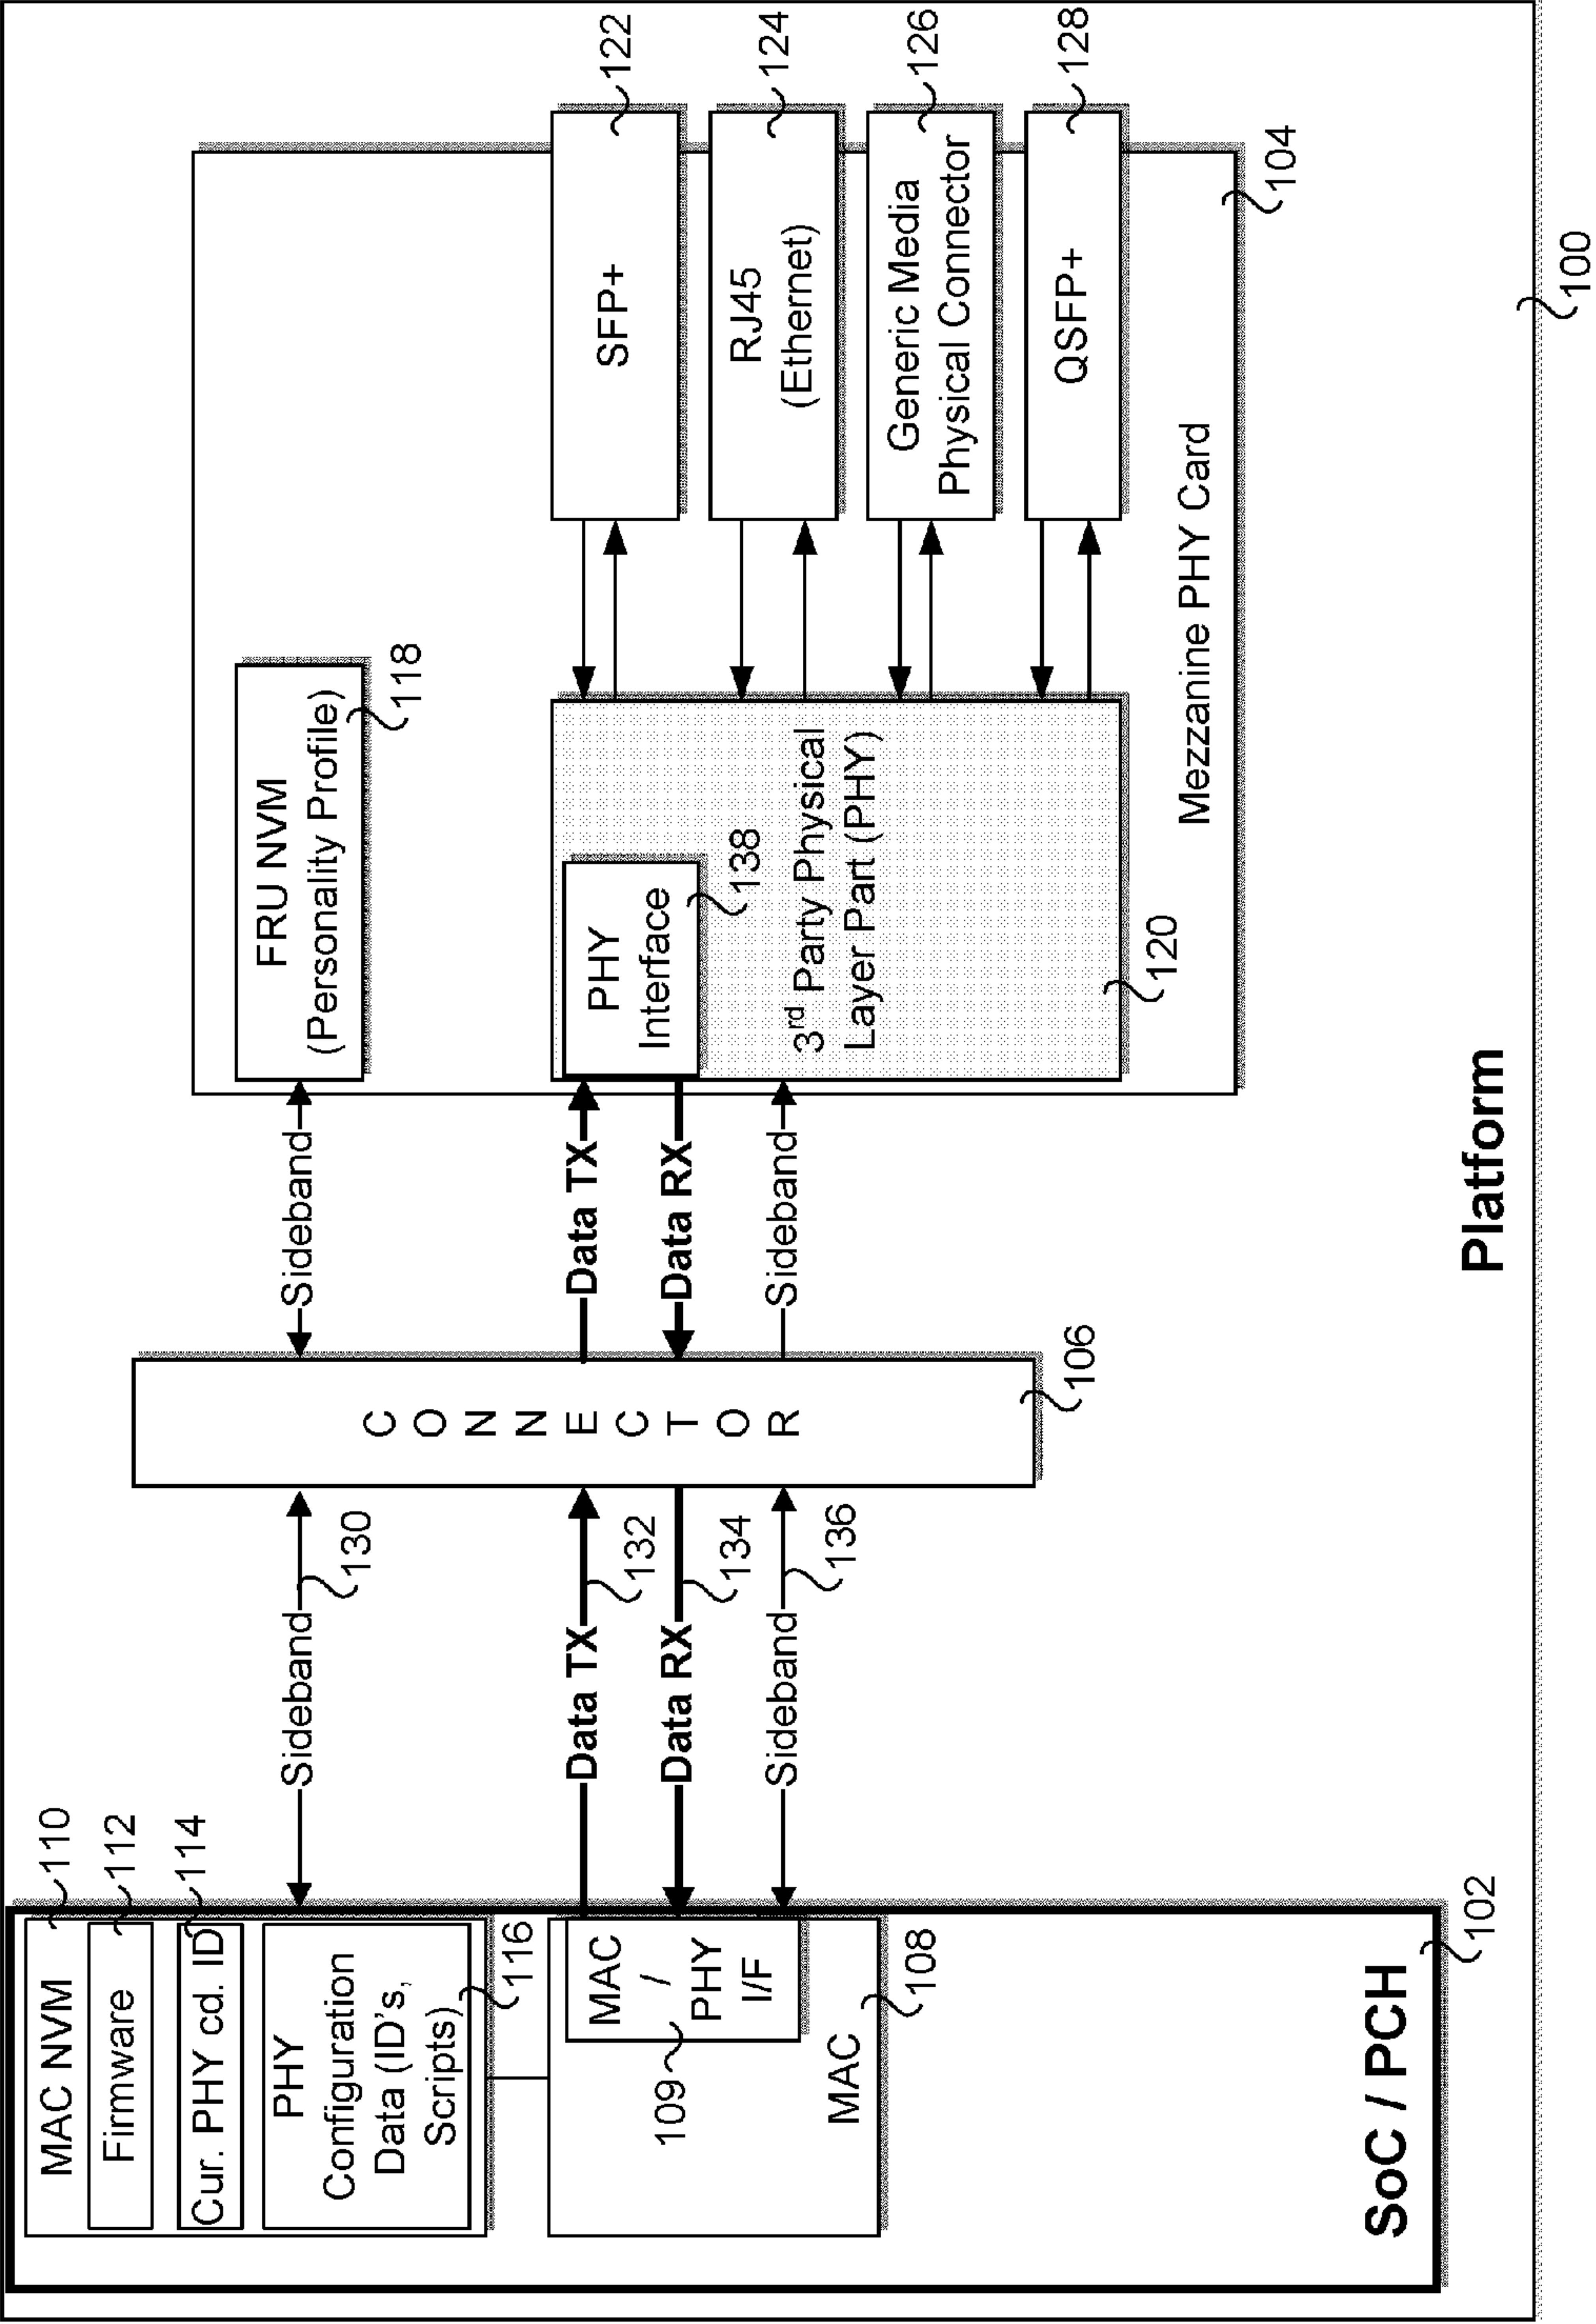 MAC NVM
110
Firmware
112
Cur. PHY cd. ID
114
PHY
Configuration
Data (ID's,
Scripts)
116
MAC
/
PHY
I/F
109
MAC
108
SoC / PCH
102
Sideband
130
Data TX
132
Data RX
134
Sideband
136
CONNECTOR
106
Sideband
Data TX
Data RX
Sideband
FRU NVM
(Personality Profile)
118
PHY
Interface
138
3rd Party Physical
Layer Part (PHY)
120
SFP+
122
RJ45
(Ethernet)
124
Generic Media
Physical Connector
126
QSFP+
128
Mezzanine PHY Card
104
Platform
100